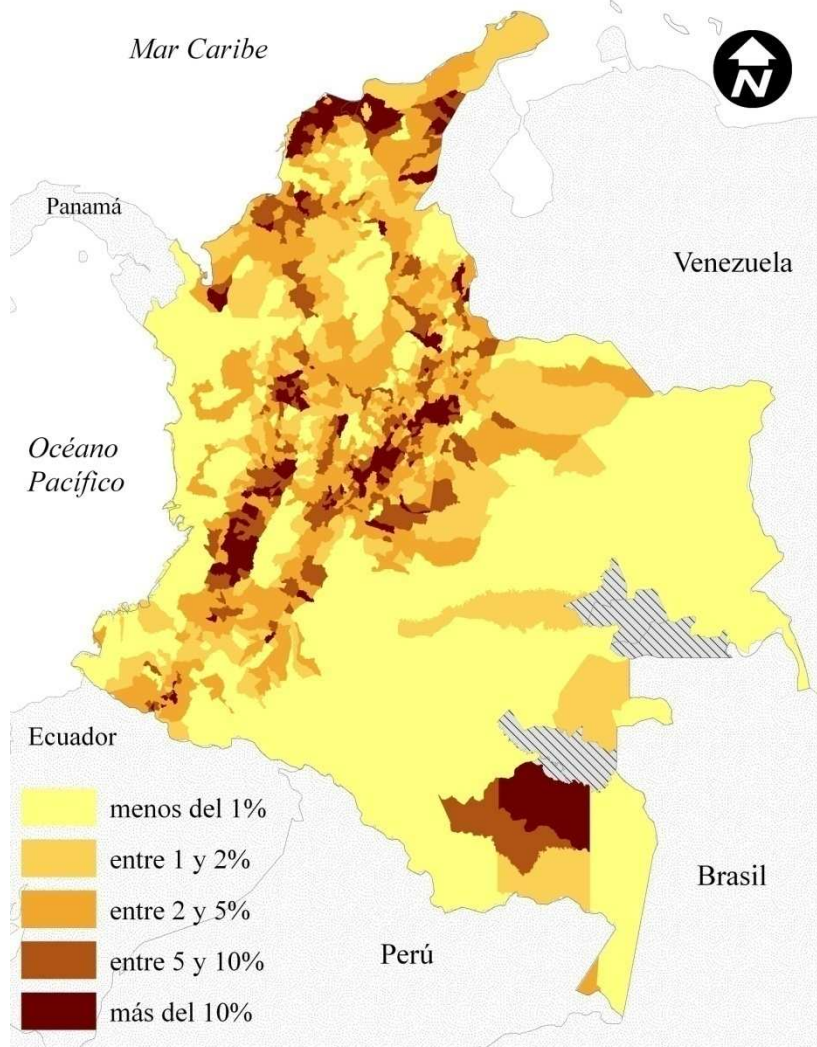 Mar Caribe
N
Panamá
Venezuela
Océano
Pacífico
Ecuador
menos del 1%
entre 1 y 2%
entre 2 y 5%
entre 5 y 10%
más del 10%
Brasil
Perú